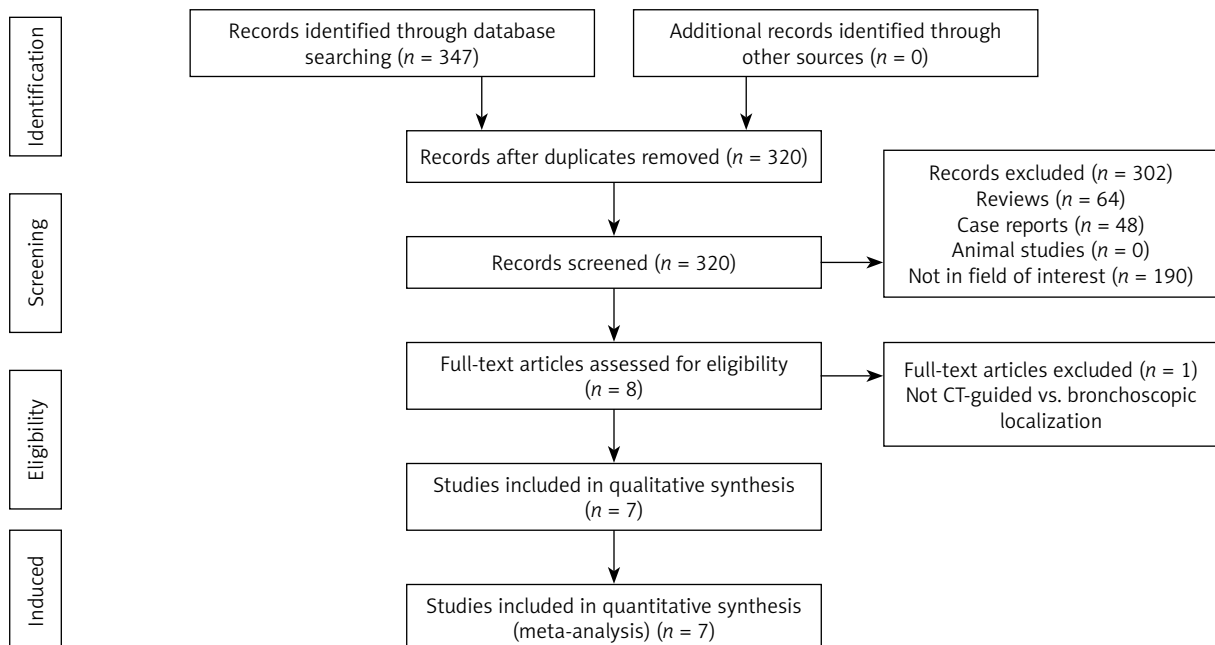 Identification
Records identified through database
searching (n = 347)
Additional records identified through
other sources (n = 0)
Records after duplicates removed (n = 320)
Screening
Records screened (n = 320)
Records excluded (n = 302)
Reviews (n = 64)
Case reports (n = 48)
Animal studies (n = 0)
Not in field of interest (n = 190)
Eligibility
Full-text articles assessed for eligibility
(n = 8)
Full-text articles excluded (n = 1)
Not CT-guided vs. bronchoscopic
localization
Studies included in qualitative synthesis
(n = 7)
Induced
Studies included in quantitative synthesis
(meta-analysis) (n = 7)